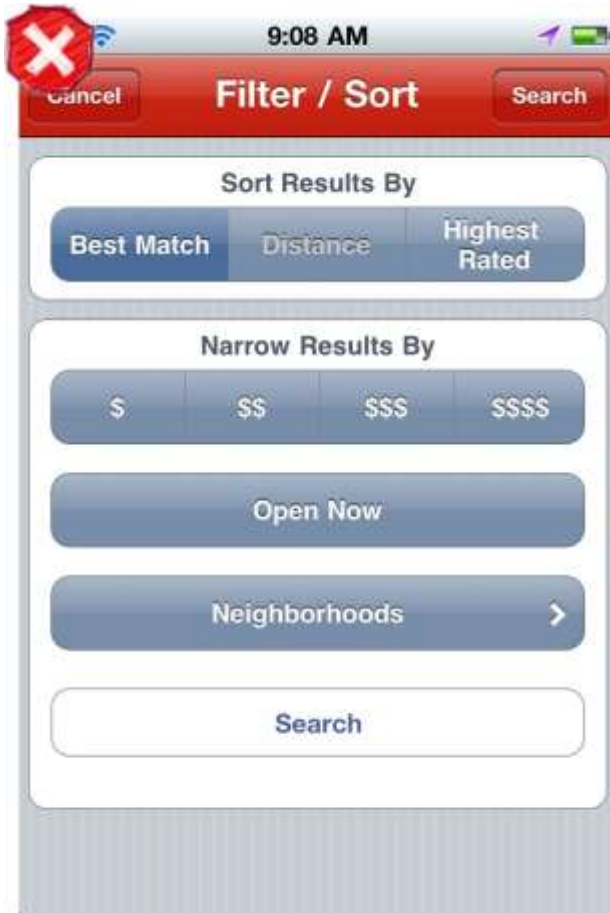 9:08 AM
Cancel
Filter / Sort
Search
Sort Results By
Best Match
Distance
Highest
Rated
Narrow Results By
$
$$
$$$
$$$$
Open Now
Neighborhoods
Search